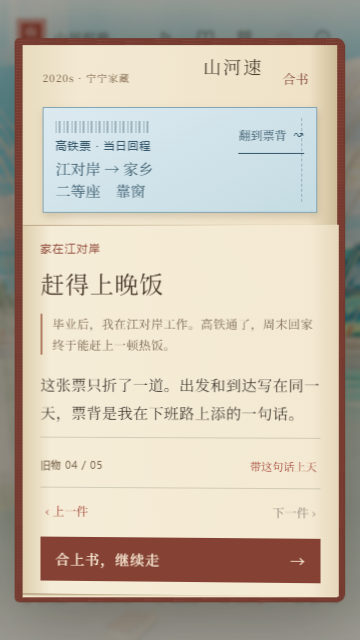 山河速
2020s · 宁宁家藏
合书
高铁票 · 当日回程
翻到票背 ↝
江对岸 → 家乡
二等座 靠窗
家在江对岸
赶得上晚饭
毕业后，我在江对岸工作。高铁通了，周末回家
终于能赶上一顿热饭。
这张票只折了一道。出发和到达写在同一
天，票背是我在下班路上添的一句话。
旧物 04 / 05
带这句话上天
‹ 上一件
下一件 ›
合上书，继续走 →